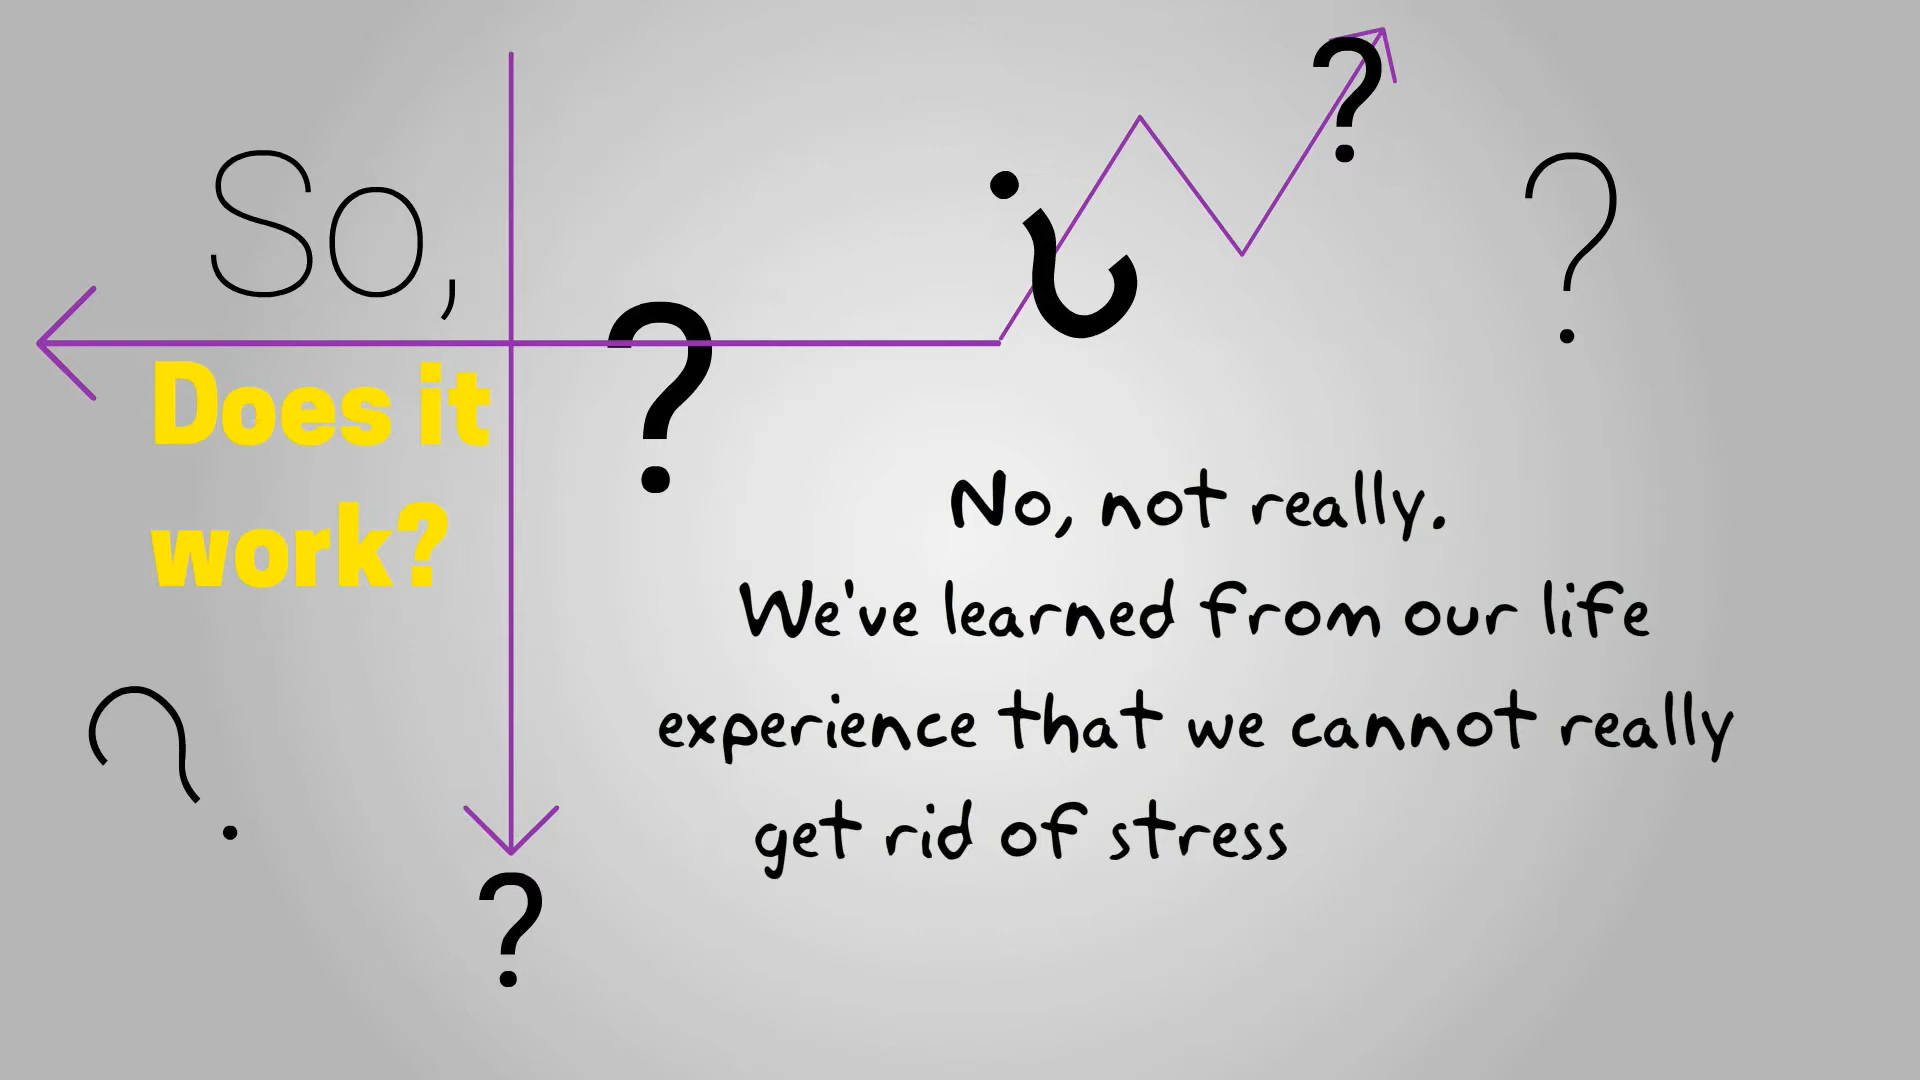 So,
Does it
work?
?
?
?
?
?
?
No, not really.
We've learned from our life
experience that we cannot really
get rid of stress